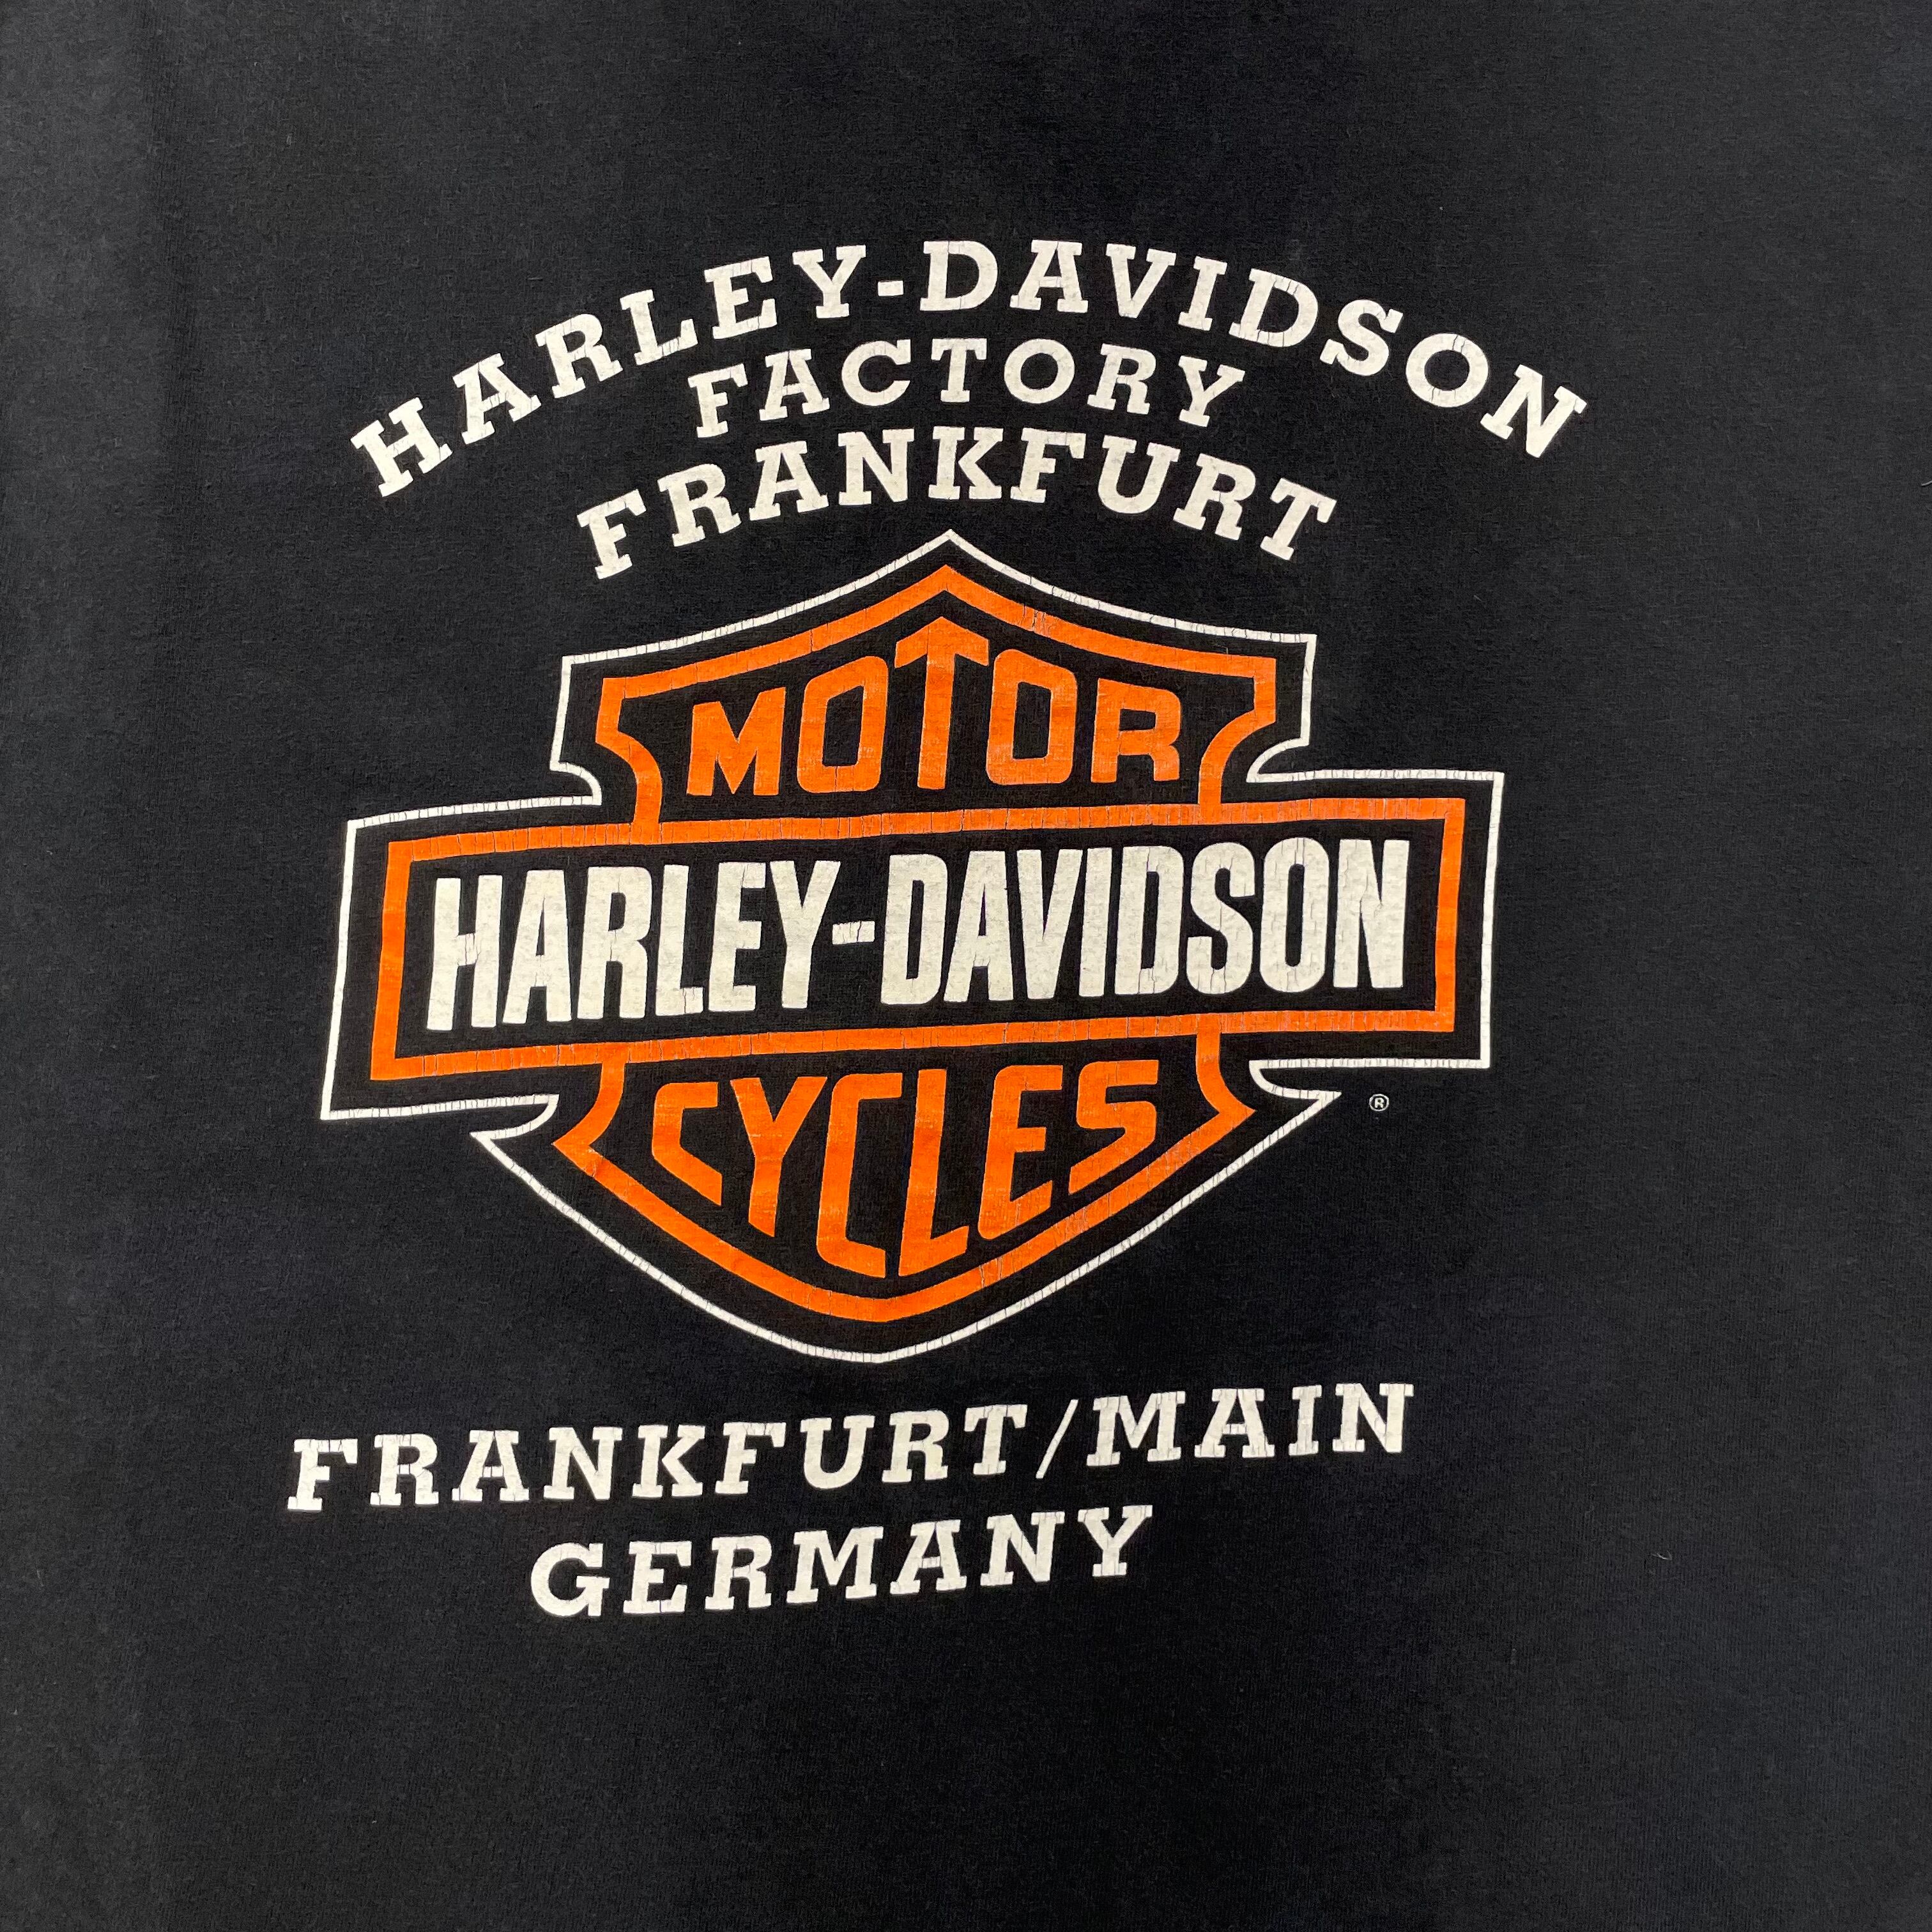 HARLEY-DAVIDSON
FACTORY
FRANKFURT
MOTOR
HARLEY-DAVIDSON
CYCLES
®
FRANKFURT/MAIN
GERMANY